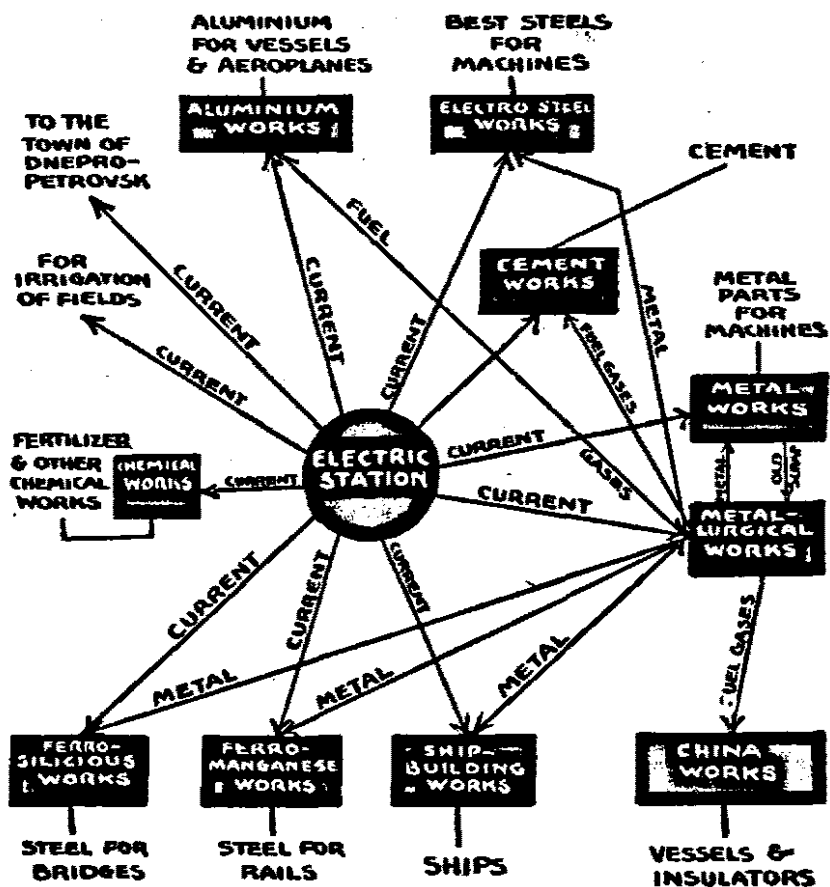 ALUMINIUM
FOR VESSELS
& AEROPLANES
BEST STEELS
FOR
MACHINES
ALUMINIUM
WORKS
ELECTRO STEEL
WORKS
TO THE
TOWN OF
DNEPRO-
PETROVSK
CEMENT
FUEL
GASES
FOR
IRRIGATION
OF FIELDS
CURRENT
CURRENT
CURRENT
CURRENT
CEMENT
WORKS
METAL
FUEL GASES
METAL
PARTS
FOR
MACHINES
METAL
WORKS
FERTILIZER
& OTHER
CHEMICAL
WORKS
CHEMICAL
WORKS
CURRENT
ELECTRIC
STATION
CURRENT
CURRENT
METAL
OLD
SCRAP
METAL-
LURGICAL
WORKS
CURRENT
CURRENT
CURRENT
METAL
METAL
METAL
FUEL GASES
FERRO-
SILICIOUS
WORKS
FERRO-
MANGANESE
WORKS
SHIP-
BUILDING
WORKS
CHINA
WORKS
STEEL FOR
BRIDGES
STEEL FOR
RAILS
SHIPS
VESSELS &
INSULATORS